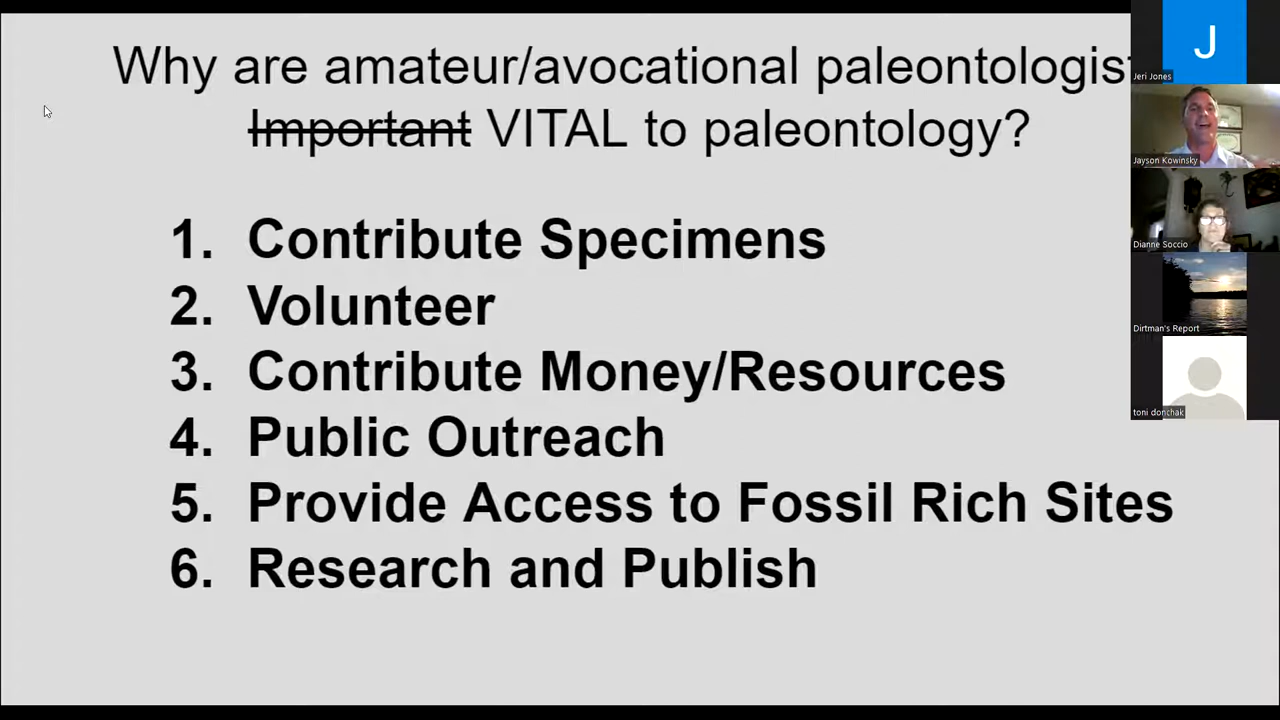 Why are amateur/avocational paleontologist
Important VITAL to paleontology?
1. Contribute Specimens
2. Volunteer
3. Contribute Money/Resources
4. Public Outreach
5. Provide Access to Fossil Rich Sites
6. Research and Publish
J
Jeri Jones
Jayson Kowinsky
Dianne Soccio
Dirtman's Report
toni donchak